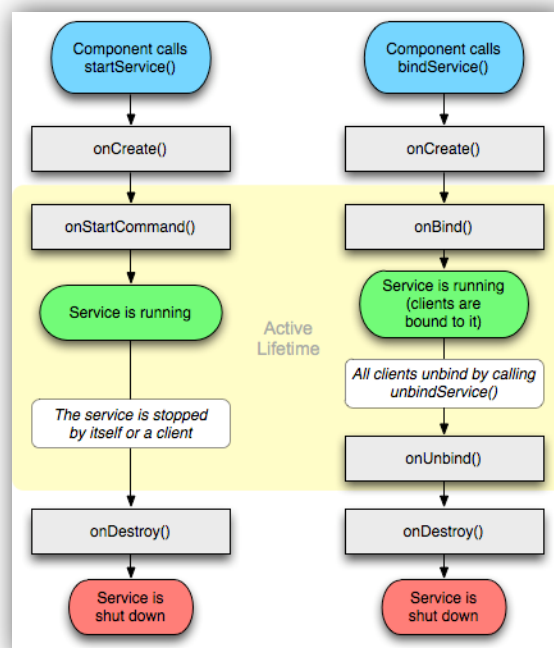 Component calls
startService()
onCreate()
onStartCommand()
Service is running
The service is stopped
by itself or a client
onDestroy()
Service is
shut down
Active
Lifetime
Component calls
bindService()
onCreate()
onBind()
Service is running
(clients are
bound to it)
All clients unbind by calling
unbindService()
onUnbind()
onDestroy()
Service is
shut down